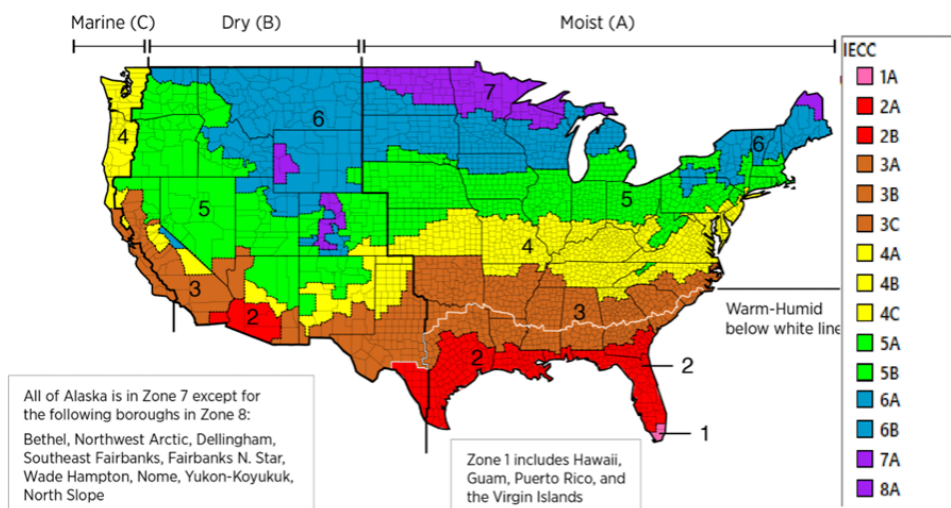 Marine (C)
Dry (B)
Moist (A)
IECC
1A
2A
2B
3A
3B
3C
4A
4B
4C
5A
5B
6A
6B
7A
8A
7
6
4
6
5
5
4
3
3
2
2
2
1
Warm-Humid
below white line
All of Alaska is in Zone 7 except for
the following boroughs in Zone 8:
Bethel, Northwest Arctic, Dellingham,
Southeast Fairbanks, Fairbanks N. Star,
Wade Hampton, Nome, Yukon-Koyukuk,
North Slope
Zone 1 includes Hawaii,
Guam, Puerto Rico, and
the Virgin Islands